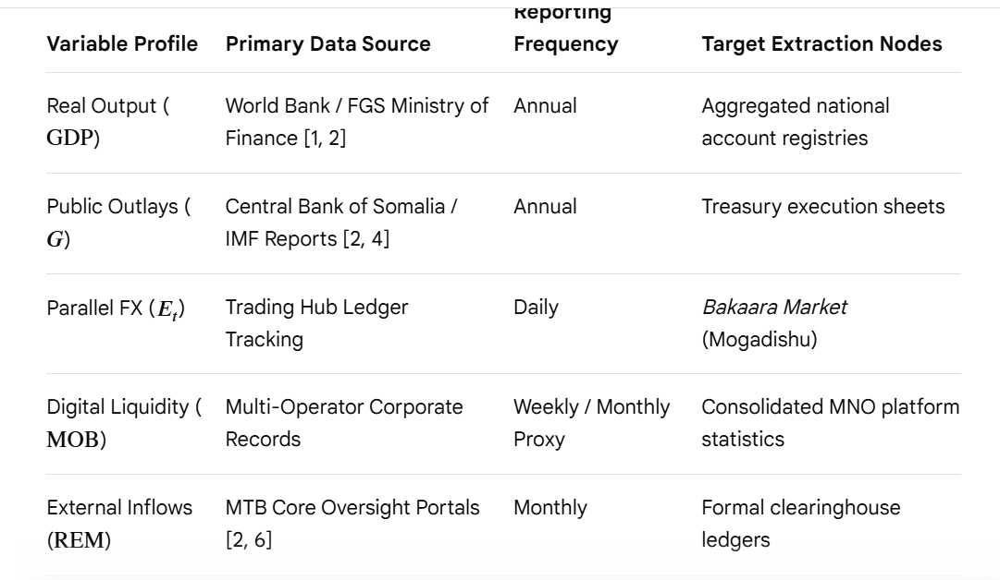 Reporting
Variable Profile Primary Data Source Frequency Target Extraction Nodes
Real Output ( World Bank / FGS Ministry of Annual Aggregated national
GDP) Finance [1, 2] account registries
Public Outlays ( Central Bank of Somalia / Annual Treasury execution sheets
G) IMF Reports [2, 4]
Parallel FX (Et) Trading Hub Ledger Daily Bakaara Market
Tracking (Mogadishu)
Digital Liquidity ( Multi-Operator Corporate Weekly / Monthly Consolidated MNO platform
MOB) Records Proxy statistics
External Inflows MTB Core Oversight Portals Monthly Formal clearinghouse
(REM) [2, 6] ledgers